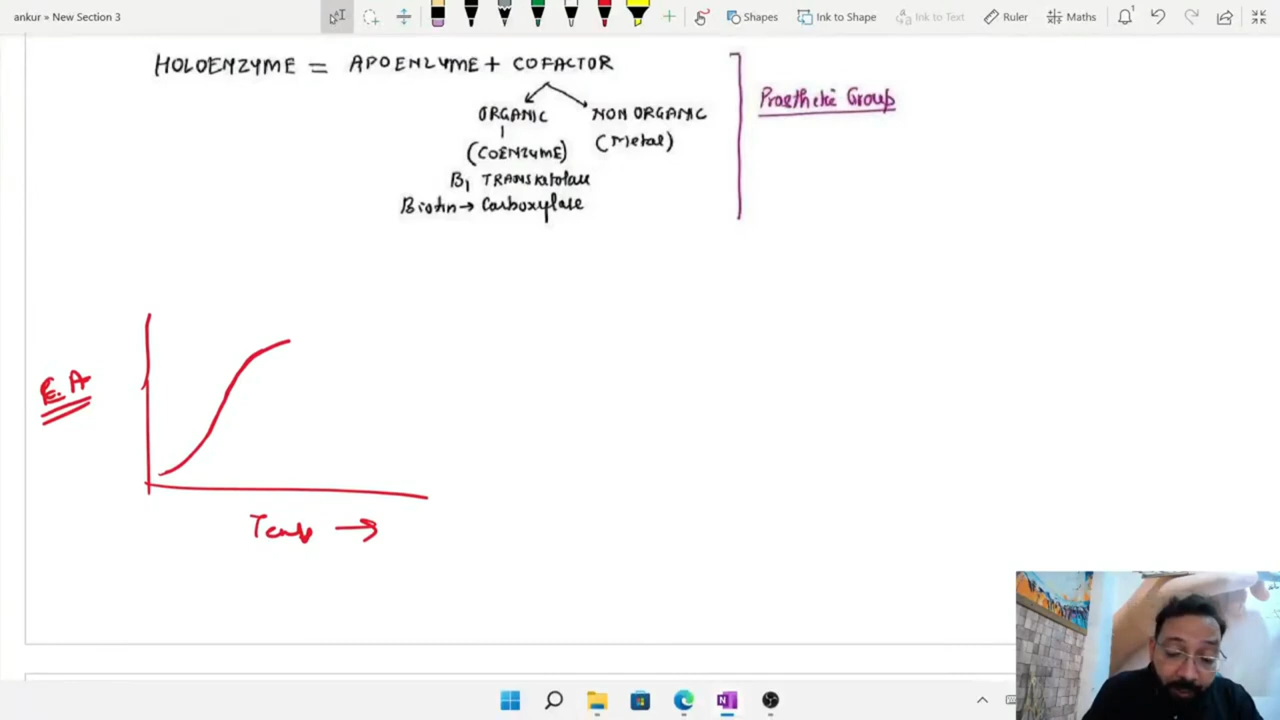 ankur » New Section 3
Shapes
Ink to Shape
Ink to Text
Ruler
Maths
HOLOENZYME = APOENZYME + COFACTOR
ORGANIC
NON ORGANIC
(COENZYME)
(Metal)
B1 TRANSKetolase
Biotin → Carboxylase
Prosthetic Group
E.A
Temp →